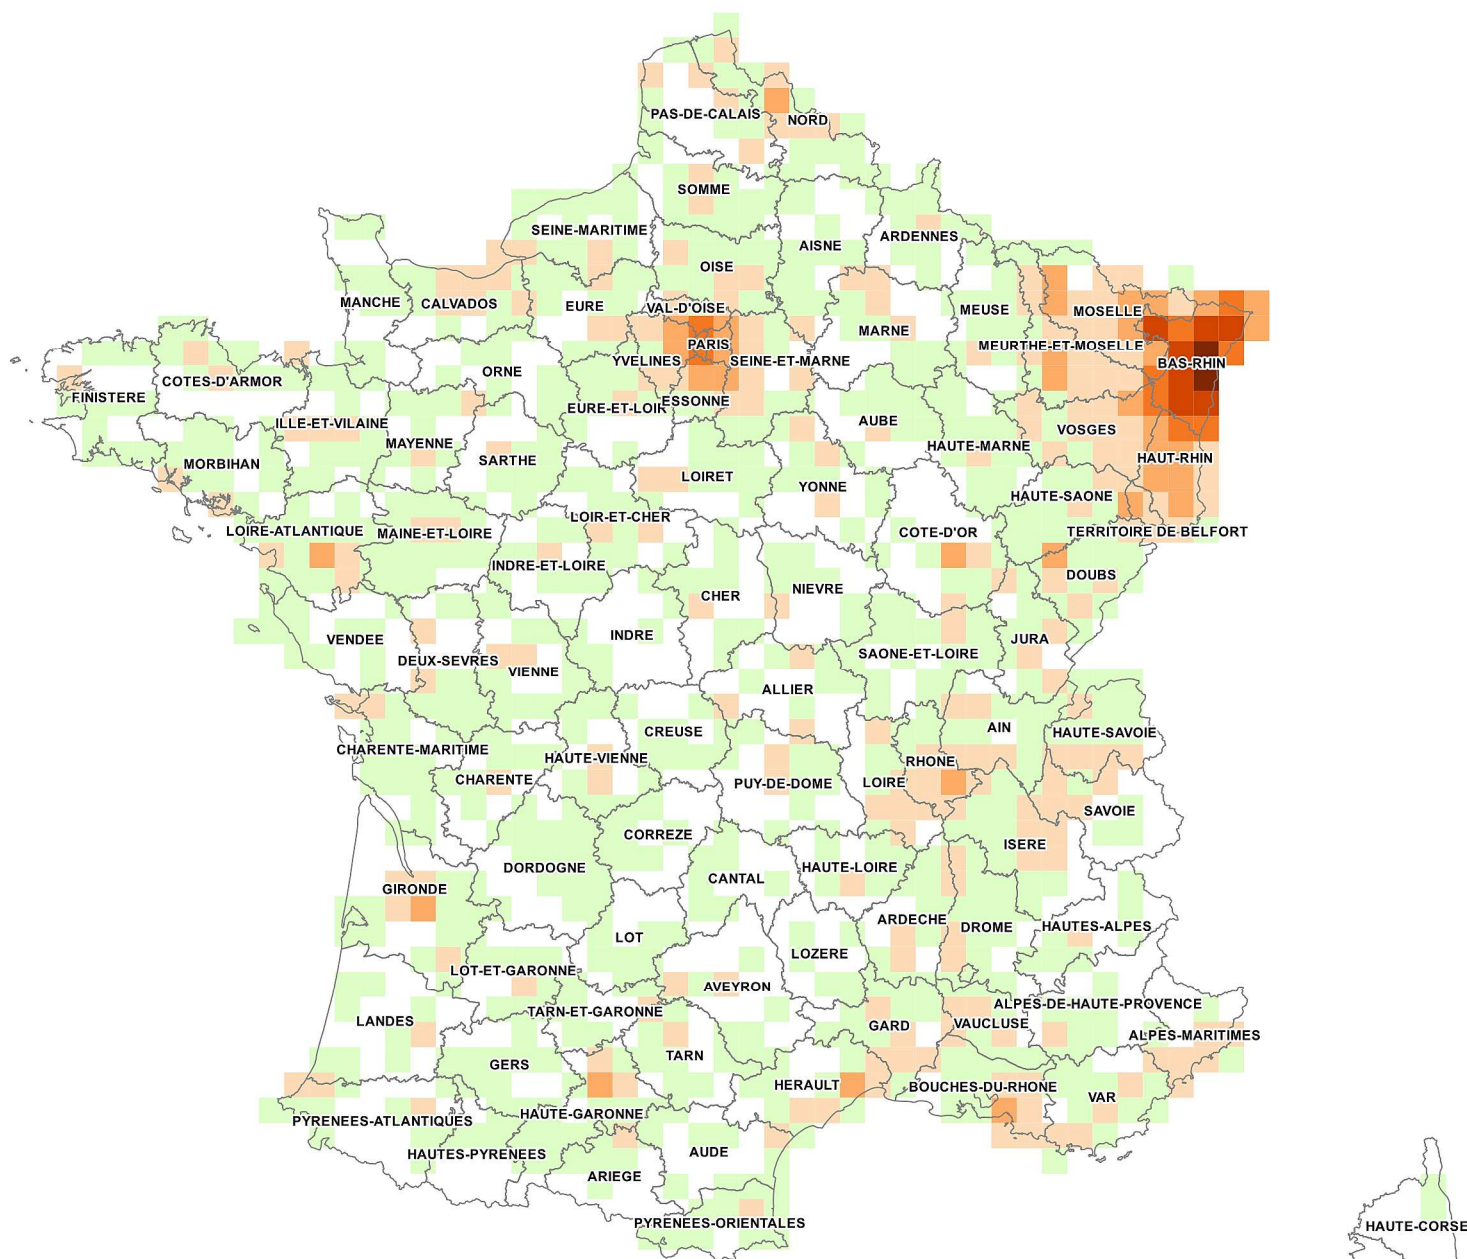 PAS-DE-CALAIS
NORD
SOMME
SEINE-MARITIME
ARDENNES
AISNE
OISE
MANCHE
CALVADOS
EURE
VAL-D'OISE
MEUSE
MOSELLE
MARNE
PARIS
MEURTHE-ET-MOSELLE
YVELINES
SEINE-ET-MARNE
BAS-RHIN
ORNE
COTES-D'ARMOR
FINISTERE
ESSONNE
EURE-ET-LOIR
ILLE-ET-VILAINE
AUBE
VOSGES
MAYENNE
HAUTE-MARNE
MORBIHAN
SARTHE
HAUT-RHIN
LOIRET
YONNE
HAUTE-SAONE
LOIR-ET-CHER
LOIRE-ATLANTIQUE
MAINE-ET-LOIRE
COTE-D'OR
TERRITOIRE DE-BELFORT
INDRE-ET-LOIRE
DOUBS
NIEVRE
CHER
INDRE
VENDEE
JURA
SAONE-ET-LOIRE
DEUX-SEVRES
VIENNE
ALLIER
CREUSE
AIN
HAUTE-SAVOIE
CHARENTE-MARITIME
HAUTE-VIENNE
RHONE
CHARENTE
PUY-DE-DOME
LOIRE
SAVOIE
CORREZE
ISERE
DORDOGNE
HAUTE-LOIRE
CANTAL
GIRONDE
ARDECHE
DROME
HAUTES-ALPES
LOT
LOZERE
LOT-ET-GARONNE
AVEYRON
ALPES-DE-HAUTE-PROVENCE
TARN-ET-GARONNE
LANDES
GARD
VAUCLUSE
ALPES-MARITIMES
TARN
GERS
HERAULT
BOUCHES-DU-RHONE
VAR
HAUTE-GARONNE
PYRENEES-ATLANTIQUES
AUDE
HAUTES-PYRENEES
ARIEGE
PYRENEES-ORIENTALES
HAUTE-CORSE